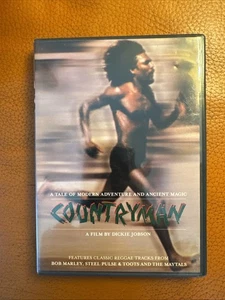 A TALE OF MODERN ADVENTURE AND ANCIENT MAGIC
COUNTRYMAN
A FILM BY DICKIE JOBSON
FEATURES CLASSIC REGGAE TRACKS FROM
BOB MARLEY, STEEL PULSE & TOOTS AND THE MAYTALS